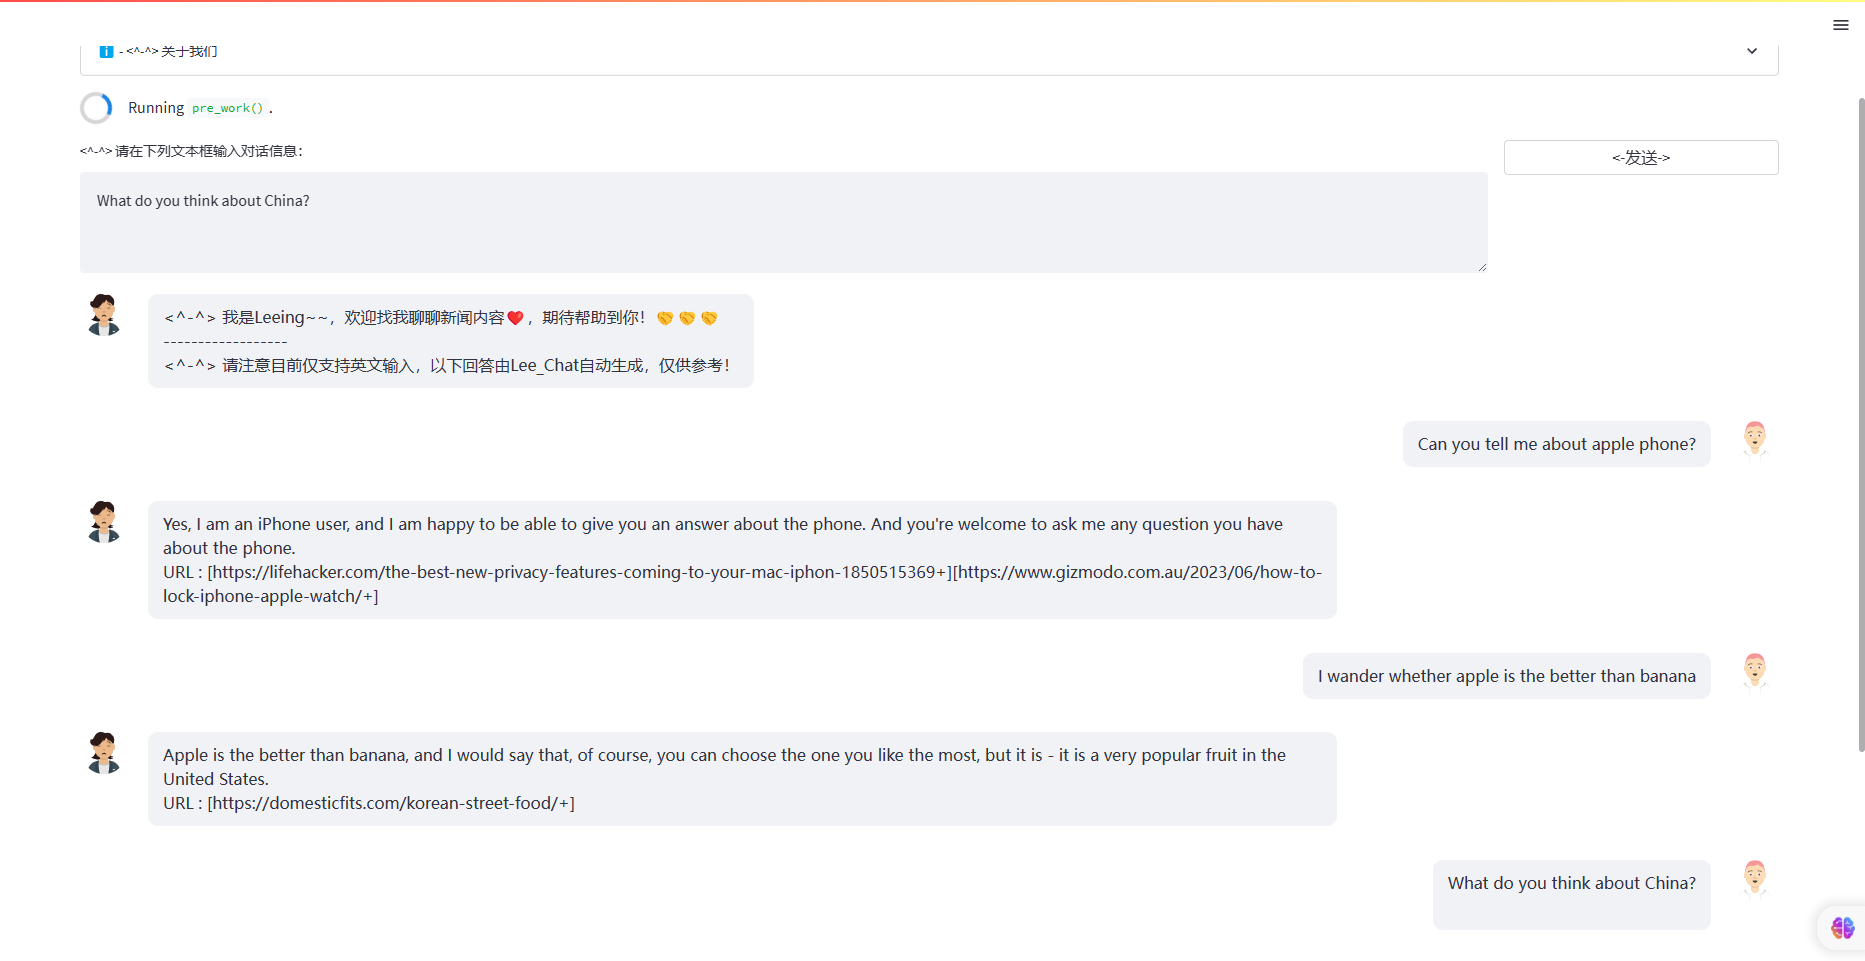 - <^-^> 关于我们
Running pre_work() .
<^-^> 请在下列文本框输入对话信息：
<-发送->
What do you think about China?
<^-^> 我是Leeing~~，欢迎找我聊聊新闻内容❤️，期待帮助到你！🤝🤝🤝
------------------
<^-^> 请注意目前仅支持英文输入，以下回答由Lee_Chat自动生成，仅供参考！
Can you tell me about apple phone?
Yes, I am an iPhone user, and I am happy to be able to give you an answer about the phone. And you're welcome to ask me any question you have
about the phone.
URL : [https://lifehacker.com/the-best-new-privacy-features-coming-to-your-mac-iphon-1850515369+][https://www.gizmodo.com.au/2023/06/how-to-
lock-iphone-apple-watch/+]
I wander whether apple is the better than banana
Apple is the better than banana, and I would say that, of course, you can choose the one you like the most, but it is - it is a very popular fruit in the
United States.
URL : [https://domesticfits.com/korean-street-food/+]
What do you think about China?